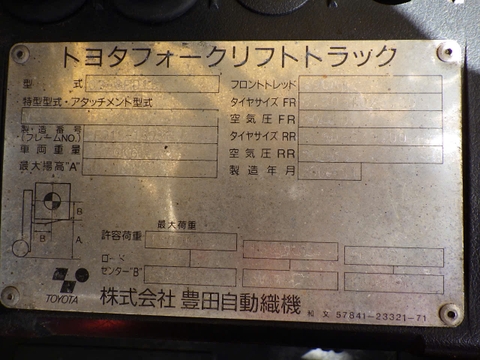 トヨタフォークリフトトラック
型 式
フロントトレッド
特型型式・アタッチメント型式
タイヤサイズ FR
空気圧 FR
製・造番号
(フレームNO.)
タイヤサイズ RR
車両重量
空気圧 RR
最大揚高"A"
製造年月
B
B
A
最大荷重
許容荷重
ロード
センター"B"
TOYOTA
株式会社 豊田自動織機
57841-23321-71